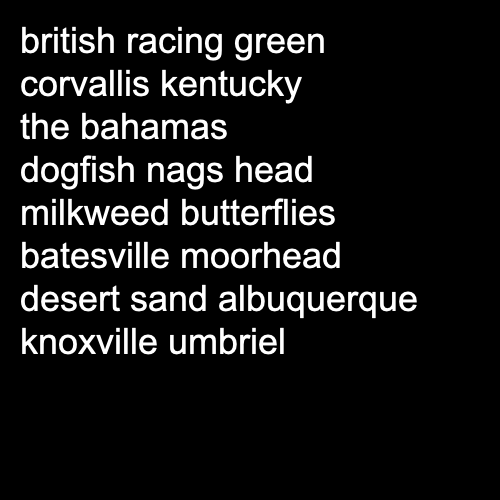 british racing green
corvallis kentucky
the bahamas
dogfish nags head
milkweed butterflies
batesville moorhead
desert sand albuquerque
knoxville umbriel